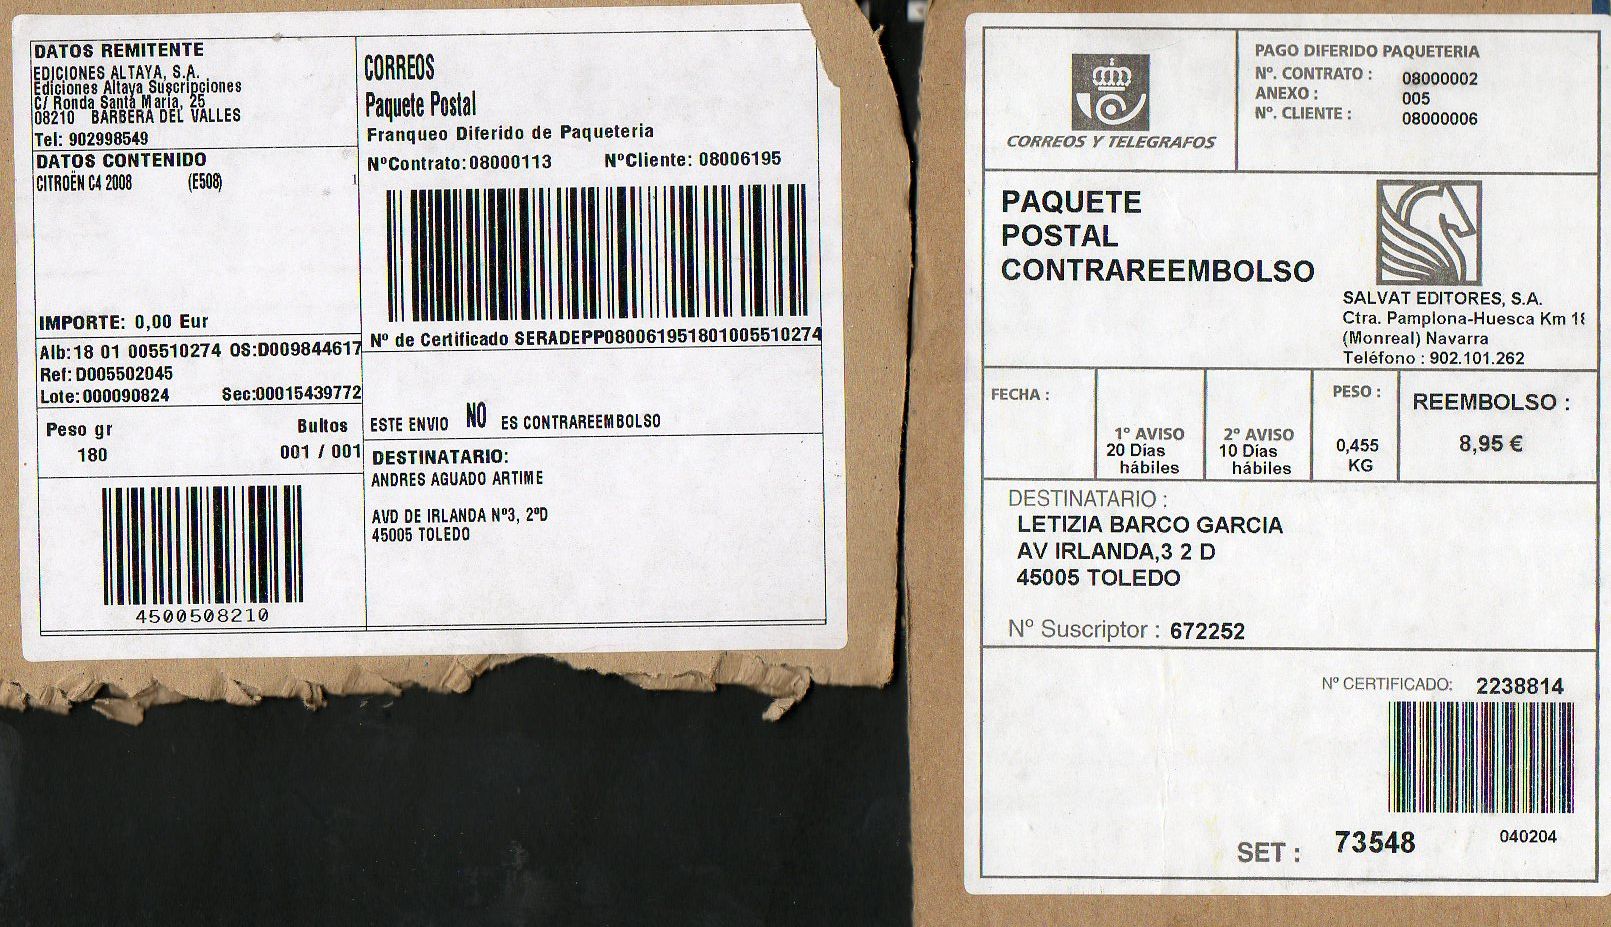 DATOS REMITENTE
EDICIONES ALTAYA, S.A.
Ediciones Altaya Suscripciones
C/ Ronda Santa Maria, 25
08210 BARBERA DEL VALLES
Tel: 902998549
DATOS CONTENIDO
CITROËN C4 2008 (E508) 1
IMPORTE: 0,00 Eur
Alb:18 01 005510274 OS:D009844617
Ref: D005502045
Lote:000090824 Sec:00015439772
Peso gr Bultos
180 001 / 001
4500508210
CORREOS
Paquete Postal
Franqueo Diferido de Paqueteria
NºContrato:08000113 NºCliente: 08006195
Nº de Certificado SERADEPP080061951801005510274
ESTE ENVIO NO ES CONTRAREEMBOLSO
DESTINATARIO:
ANDRES AGUADO ARTIME
AVD DE IRLANDA Nº3, 2ºD
45005 TOLEDO
CORREOS Y TELEGRAFOS
PAGO DIFERIDO PAQUETERIA
Nº. CONTRATO : 08000002
ANEXO : 005
Nº. CLIENTE : 08000006
PAQUETE
POSTAL
CONTRAREEMBOLSO
SALVAT EDITORES, S.A.
Ctra. Pamplona-Huesca Km
(Monreal) Navarra
Teléfono : 902.101.262
FECHA :
1º AVISO
20 Días
hábiles
2º AVISO
10 Días
hábiles
PESO :
0,455
KG
REEMBOLSO :
8,95 €
DESTINATARIO :
LETIZIA BARCO GARCIA
AV IRLANDA,3 2 D
45005 TOLEDO
Nº Suscriptor : 672252
Nº CERTIFICADO: 2238814
SET : 73548 040204